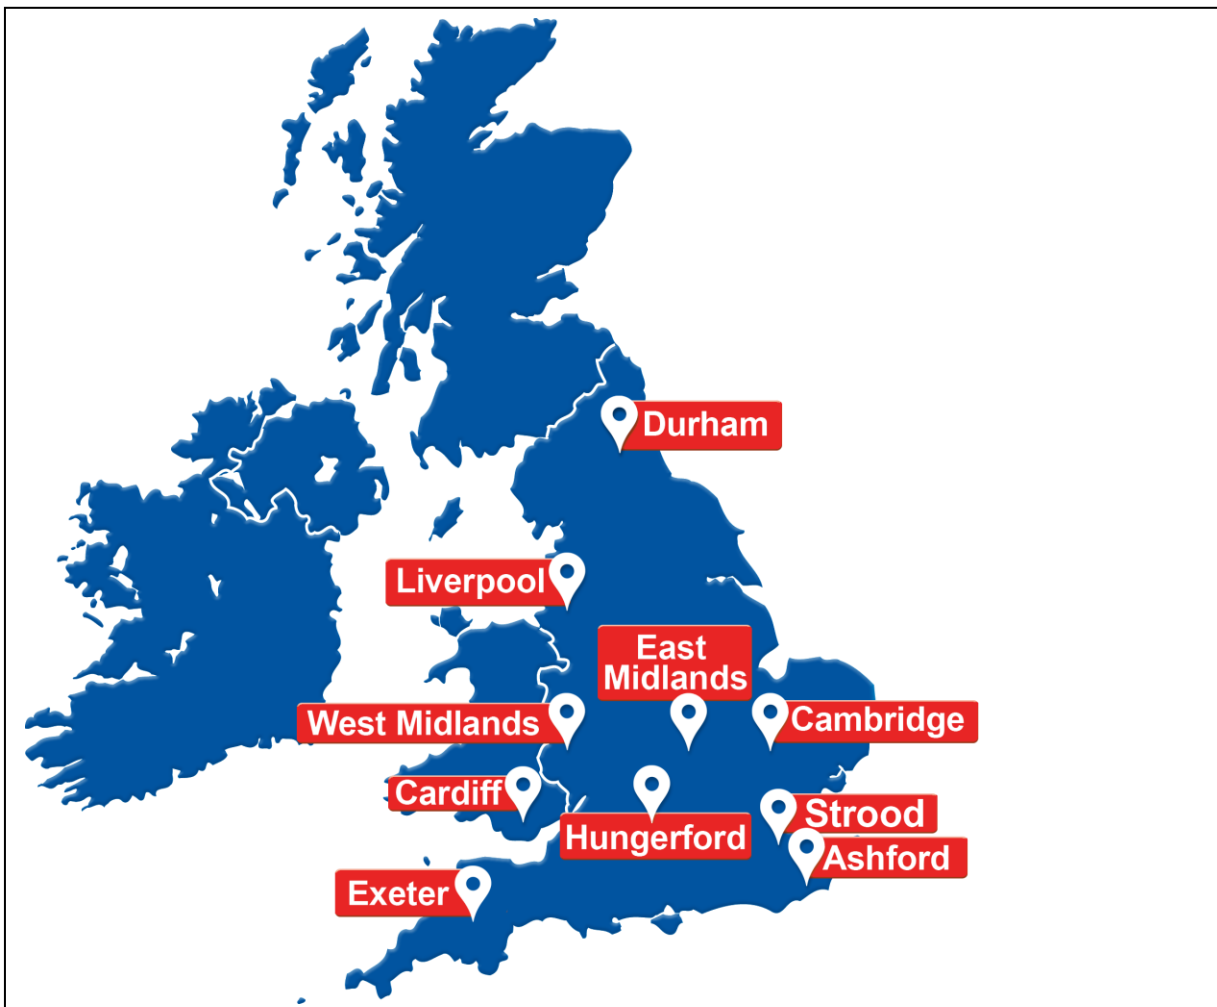 Durham
Liverpool
East
Midlands
West Midlands
Cambridge
Cardiff
Strood
Hungerford
Ashford
Exeter